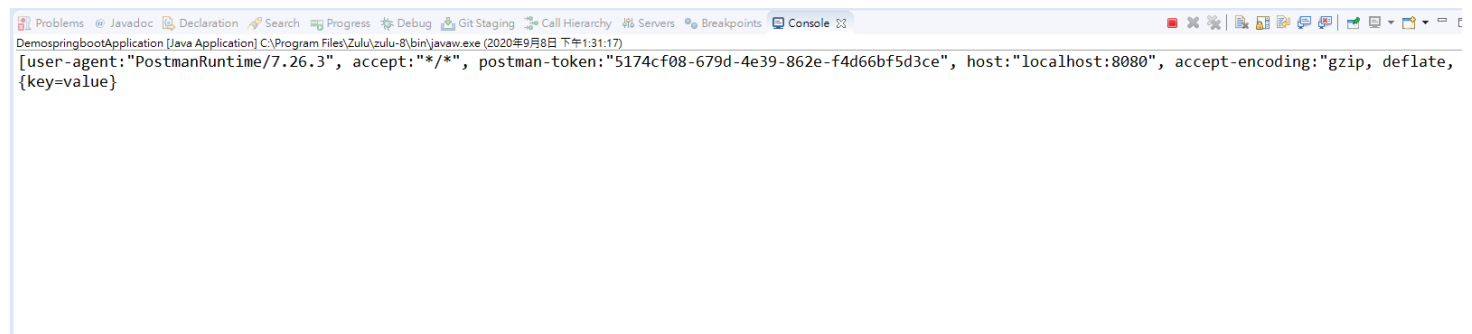 Problems @ Javadoc Declaration Search Progress Debug Git Staging Call Hierarchy Servers Breakpoints Console
DemospringbootApplication [Java Application] C:\Program Files\Zulu\zulu-8\bin\javaw.exe (2020年9月8日 下午1:31:17)
[user-agent:"PostmanRuntime/7.26.3", accept:"*/*", postman-token:"5174cf08-679d-4e39-862e-f4d66bf5d3ce", host:"localhost:8080", accept-encoding:"gzip, deflate,
{key=value}